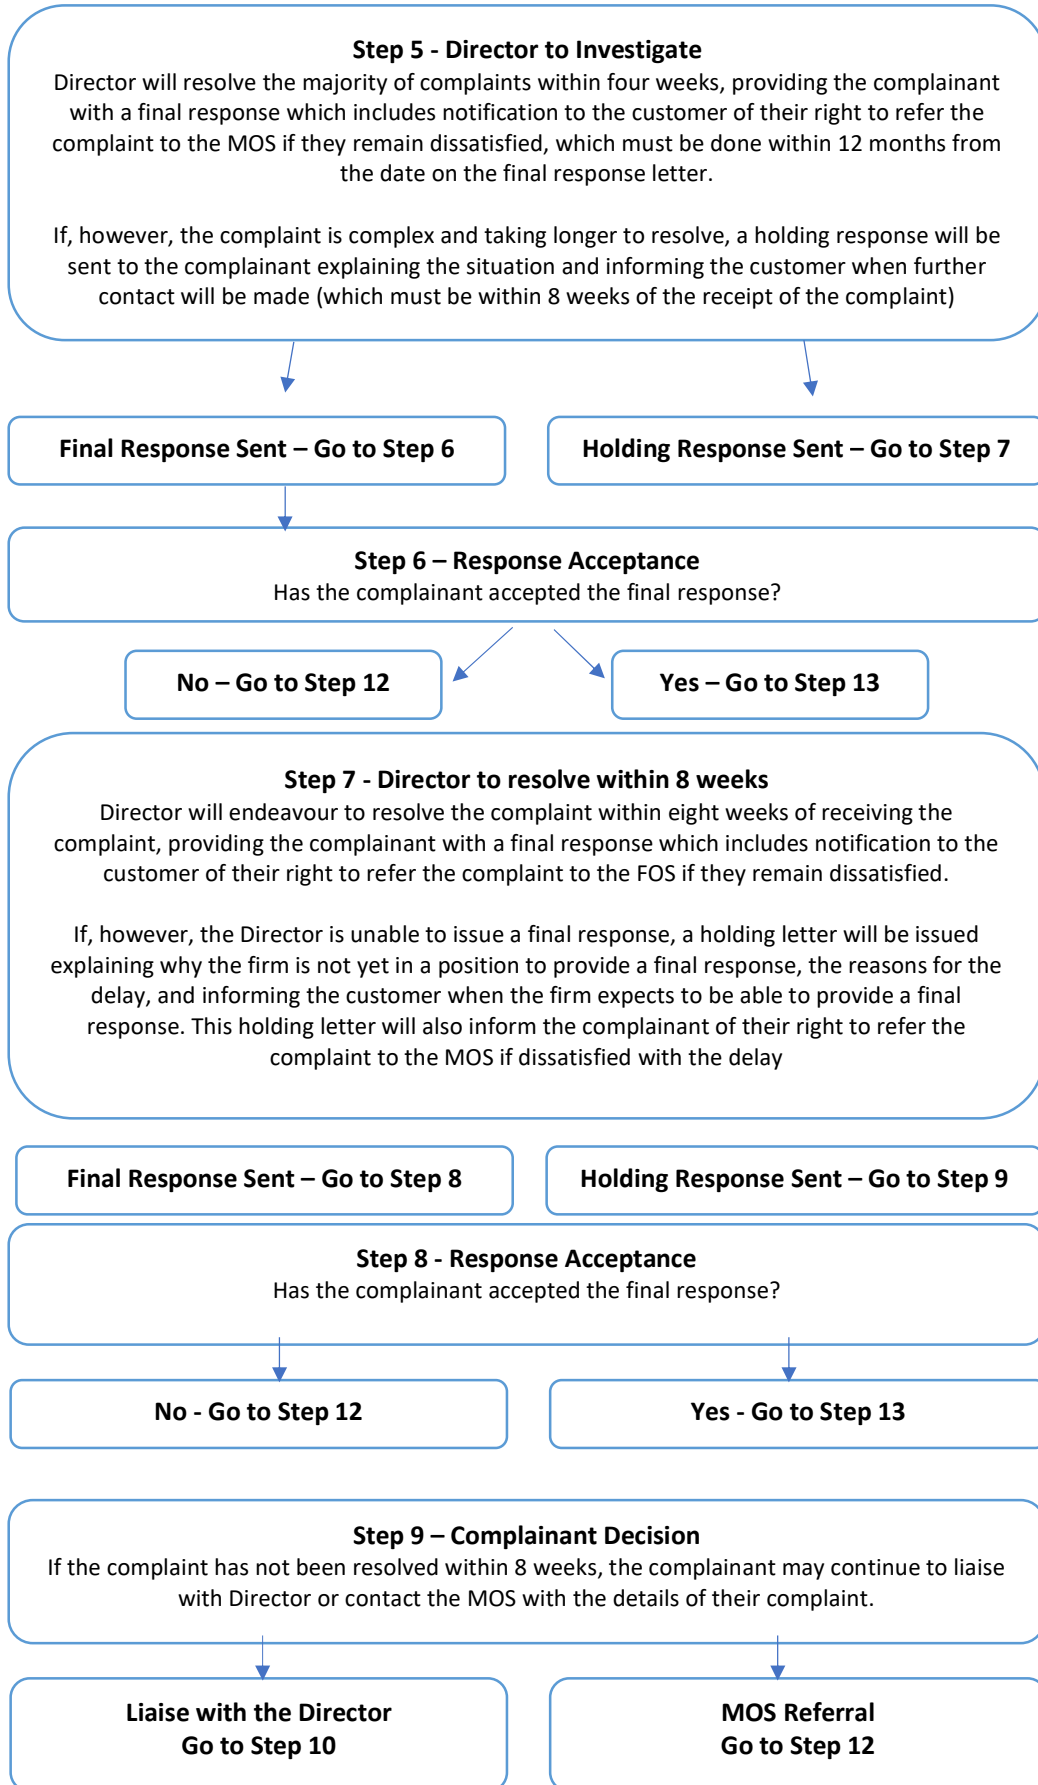 Step 5 - Director to Investigate
Director will resolve the majority of complaints within four weeks, providing the complainant
with a final response which includes notification to the customer of their right to refer the
complaint to the MOS if they remain dissatisfied, which must be done within 12 months from
the date on the final response letter.
If, however, the complaint is complex and taking longer to resolve, a holding response will be
sent to the complainant explaining the situation and informing the customer when further
contact will be made (which must be within 8 weeks of the receipt of the complaint)
Final Response Sent – Go to Step 6
Holding Response Sent – Go to Step 7
Step 6 – Response Acceptance
Has the complainant accepted the final response?
No – Go to Step 12
Yes – Go to Step 13
Step 7 - Director to resolve within 8 weeks
Director will endeavour to resolve the complaint within eight weeks of receiving the
complaint, providing the complainant with a final response which includes notification to the
customer of their right to refer the complaint to the FOS if they remain dissatisfied.
If, however, the Director is unable to issue a final response, a holding letter will be issued
explaining why the firm is not yet in a position to provide a final response, the reasons for the
delay, and informing the customer when the firm expects to be able to provide a final
response. This holding letter will also inform the complainant of their right to refer the
complaint to the MOS if dissatisfied with the delay
Final Response Sent – Go to Step 8
Holding Response Sent – Go to Step 9
Step 8 - Response Acceptance
Has the complainant accepted the final response?
No - Go to Step 12
Yes - Go to Step 13
Step 9 – Complainant Decision
If the complaint has not been resolved within 8 weeks, the complainant may continue to liaise
with Director or contact the MOS with the details of their complaint.
Liaise with the Director
Go to Step 10
MOS Referral
Go to Step 12